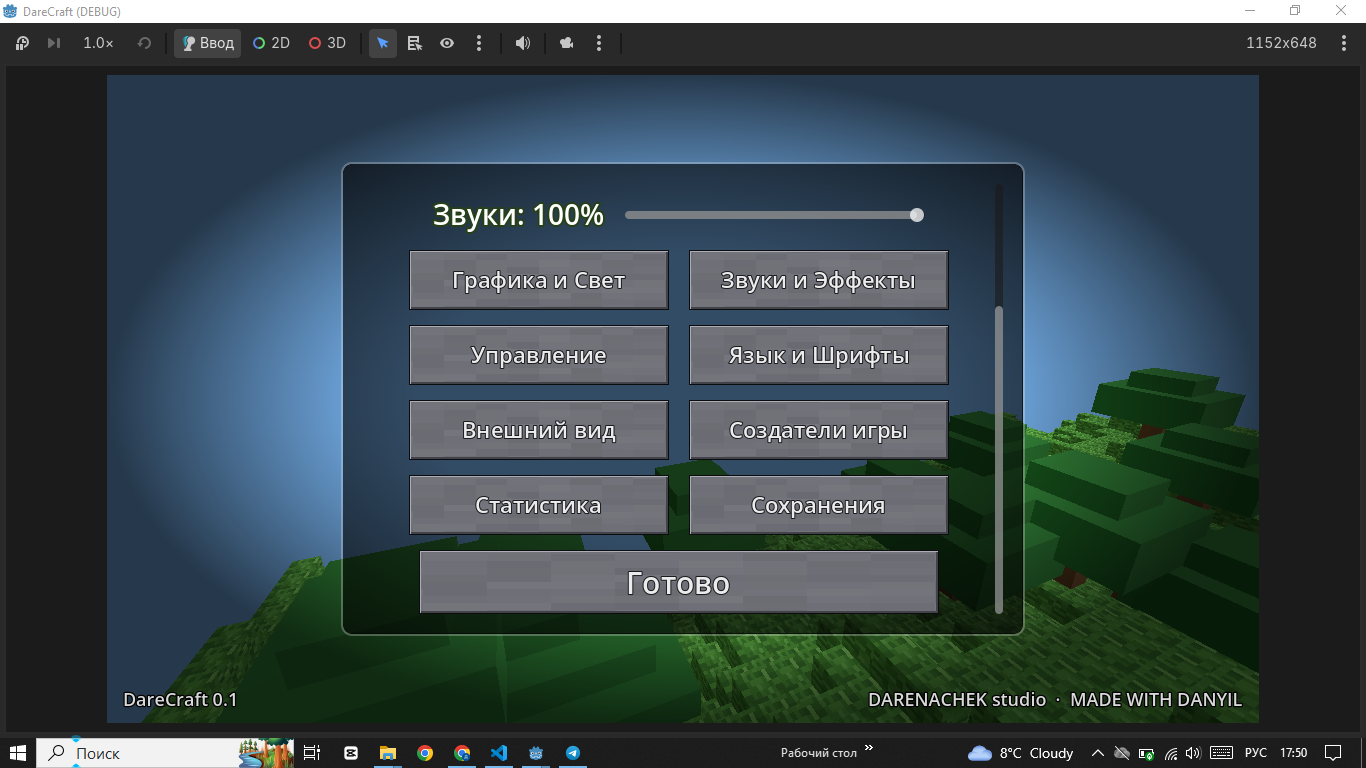 DareCraft (DEBUG)
1.0× Ввод 2D 3D 1152x648
Звуки: 100%
Графика и Свет Звуки и Эффекты
Управление Язык и Шрифты
Внешний вид Создатели игры
Статистика Сохранения
Готово
DareCraft 0.1 DARENACHEK studio · MADE WITH DANYIL
Поиск Рабочий стол » 8°C Cloudy РУС 17:50